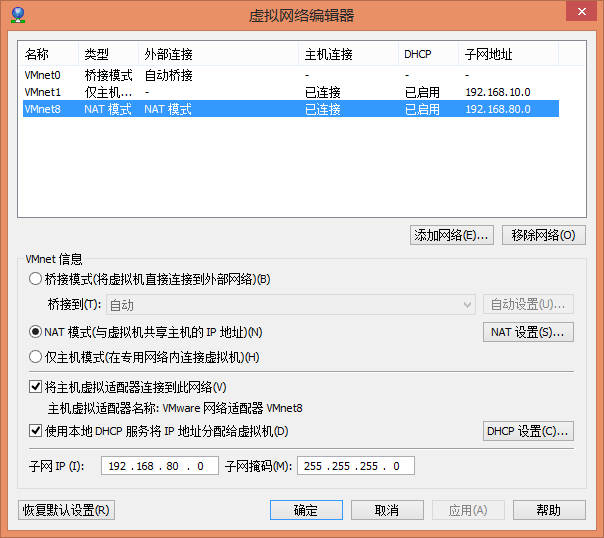 虚拟网络编辑器
名称 类型 外部连接 主机连接 DHCP 子网地址
VMnet0 桥接模式 自动桥接 - - -
VMnet1 仅主机... - 已连接 已启用 192.168.10.0
VMnet8 NAT 模式 NAT 模式 已连接 已启用 192.168.80.0
添加网络(E)... 移除网络(O)
VMnet 信息
桥接模式(将虚拟机直接连接到外部网络)(B)
桥接到(T): 自动 自动设置(U)...
NAT 模式(与虚拟机共享主机的 IP 地址)(N) NAT 设置(S)...
仅主机模式(在专用网络内连接虚拟机)(H)
将主机虚拟适配器连接到此网络(V)
主机虚拟适配器名称: VMware 网络适配器 VMnet8
使用本地 DHCP 服务将 IP 地址分配给虚拟机(D) DHCP 设置(C)...
子网 IP (I): 192 . 168 . 80 . 0 子网掩码(M): 255 . 255 . 255 . 0
恢复默认设置(R) 确定 取消 应用(A) 帮助